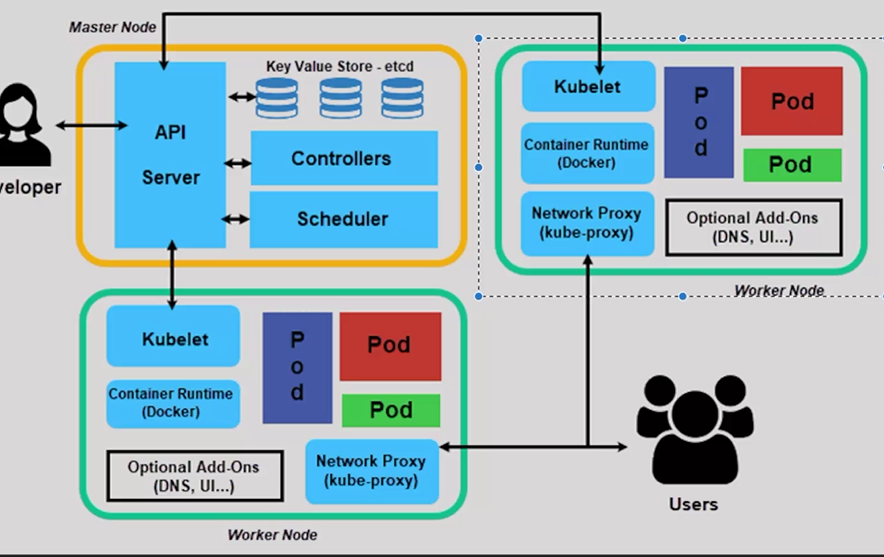 Master Node
Key Value Store - etcd
API
Server
Controllers
Scheduler
veloper
Kubelet
Container Runtime
(Docker)
Network Proxy
(kube-proxy)
P
o
d
Pod
Pod
Optional Add-Ons
(DNS, UI...)
Worker Node
Kubelet
Container Runtime
(Docker)
P
o
d
Pod
Pod
Optional Add-Ons
(DNS, UI...)
Network Proxy
(kube-proxy)
Worker Node
Users